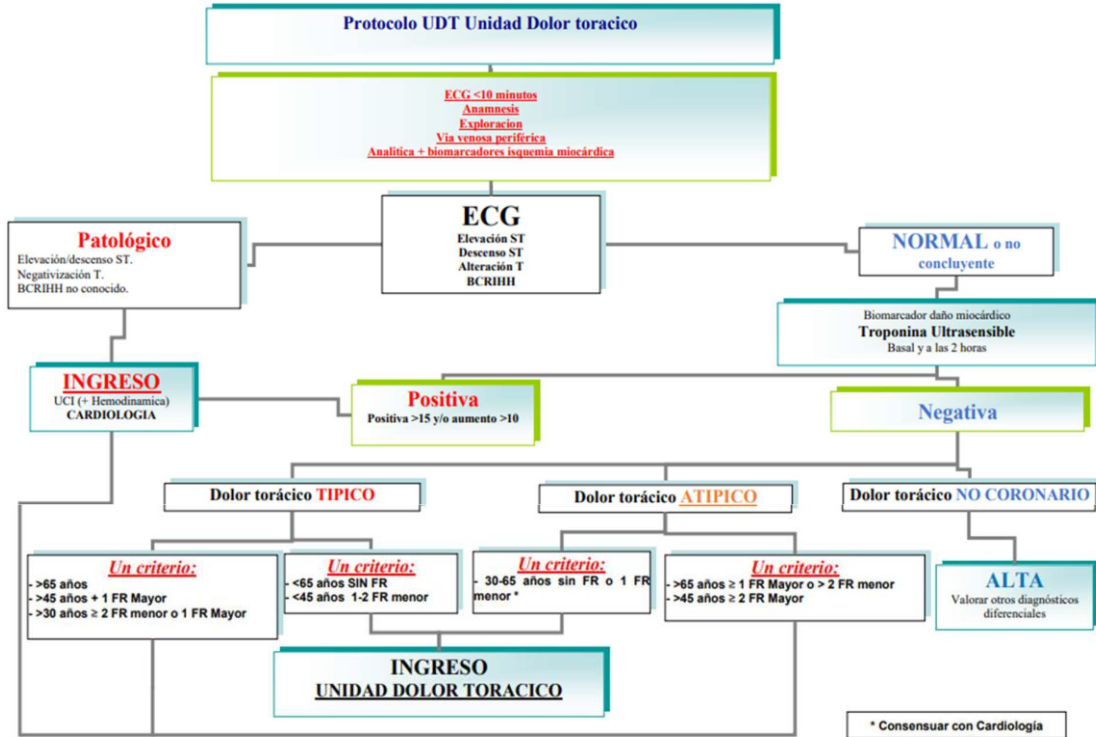 Protocolo UDT Unidad Dolor toracico
ECG <10 minutos
Anamnesis
Exploracion
Via venosa periférica
Analitica + biomarcadores isquemia miocárdica
ECG
Elevación ST
Descenso ST
Alteración T
BCRIHH
Patológico
Elevación/descenso ST.
Negativización T.
BCRIHH no conocido.
NORMAL o no
concluyente
Biomarcador daño miocárdico
Troponina Ultrasensible
Basal y a las 2 horas
INGRESO
UCI (+ Hemodinamica)
CARDIOLOGIA
Positiva
Positiva >15 y/o aumento >10
Negativa
Dolor torácico TIPICO
Dolor torácico ATIPICO
Dolor torácico NO CORONARIO
Un criterio:
- >65 años
- >45 años + 1 FR Mayor
- >30 años ≥ 2 FR menor o 1 FR Mayor
Un criterio:
- <65 años SIN FR
- <45 años 1-2 FR menor
Un criterio:
- 30-65 años sin FR o 1 FR
menor *
Un criterio:
- >65 años ≥ 1 FR Mayor o > 2 FR menor
- >45 años ≥ 2 FR Mayor
ALTA
Valorar otros diagnósticos
diferenciales
INGRESO
UNIDAD DOLOR TORACICO
* Consensuar con Cardiología